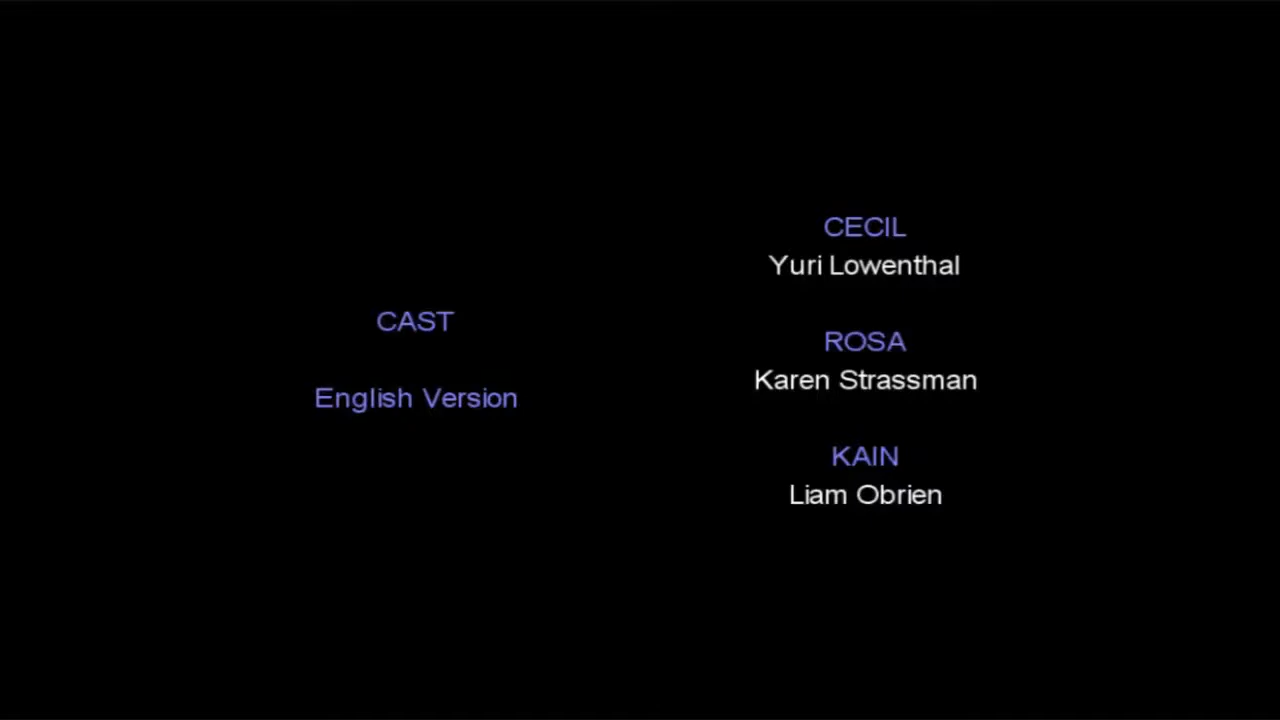 CAST
English Version
CECIL
Yuri Lowenthal
ROSA
Karen Strassman
KAIN
Liam Obrien